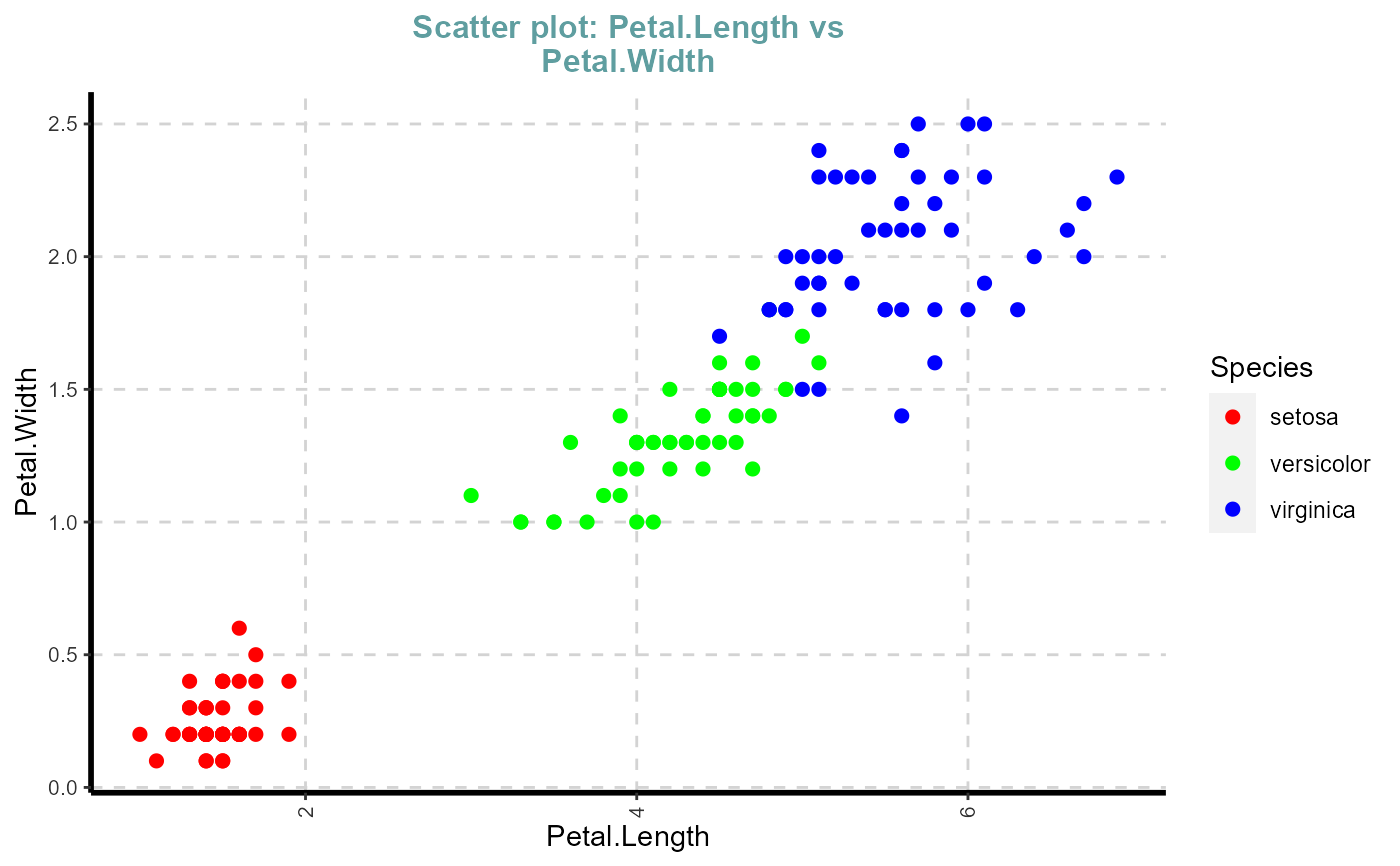 Scatter plot: Petal.Length vs
Petal.Width
2.5
2.0
1.5
1.0
0.5
0.0
Petal.Width
2
4
6
Petal.Length
Species
setosa
versicolor
virginica